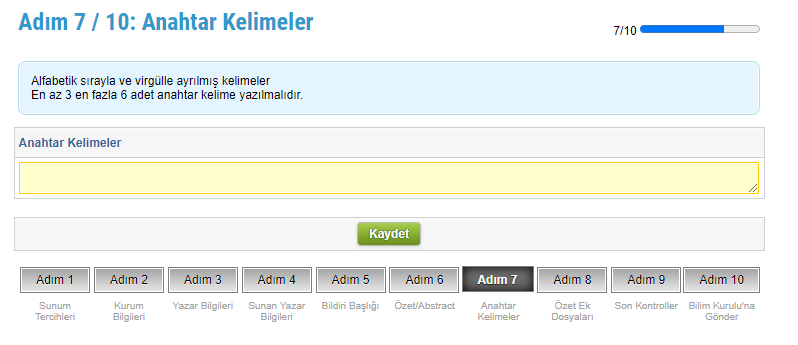 Adım 7 / 10: Anahtar Kelimeler
7/10
Alfabetik sırayla ve virgülle ayrılmış kelimeler
En az 3 en fazla 6 adet anahtar kelime yazılmalıdır.
Anahtar Kelimeler
Kaydet
Adım 1 Adım 2 Adım 3 Adım 4 Adım 5 Adım 6 Adım 7 Adım 8 Adım 9 Adım 10
Sunum Kurum Yazar Bilgileri Sunan Yazar Bildiri Başlığı Özet/Abstract Anahtar Özet Ek Son Kontroller Bilim Kurulu'na
Tercihleri Bilgileri Bilgileri Kelimeler Dosyaları Gönder